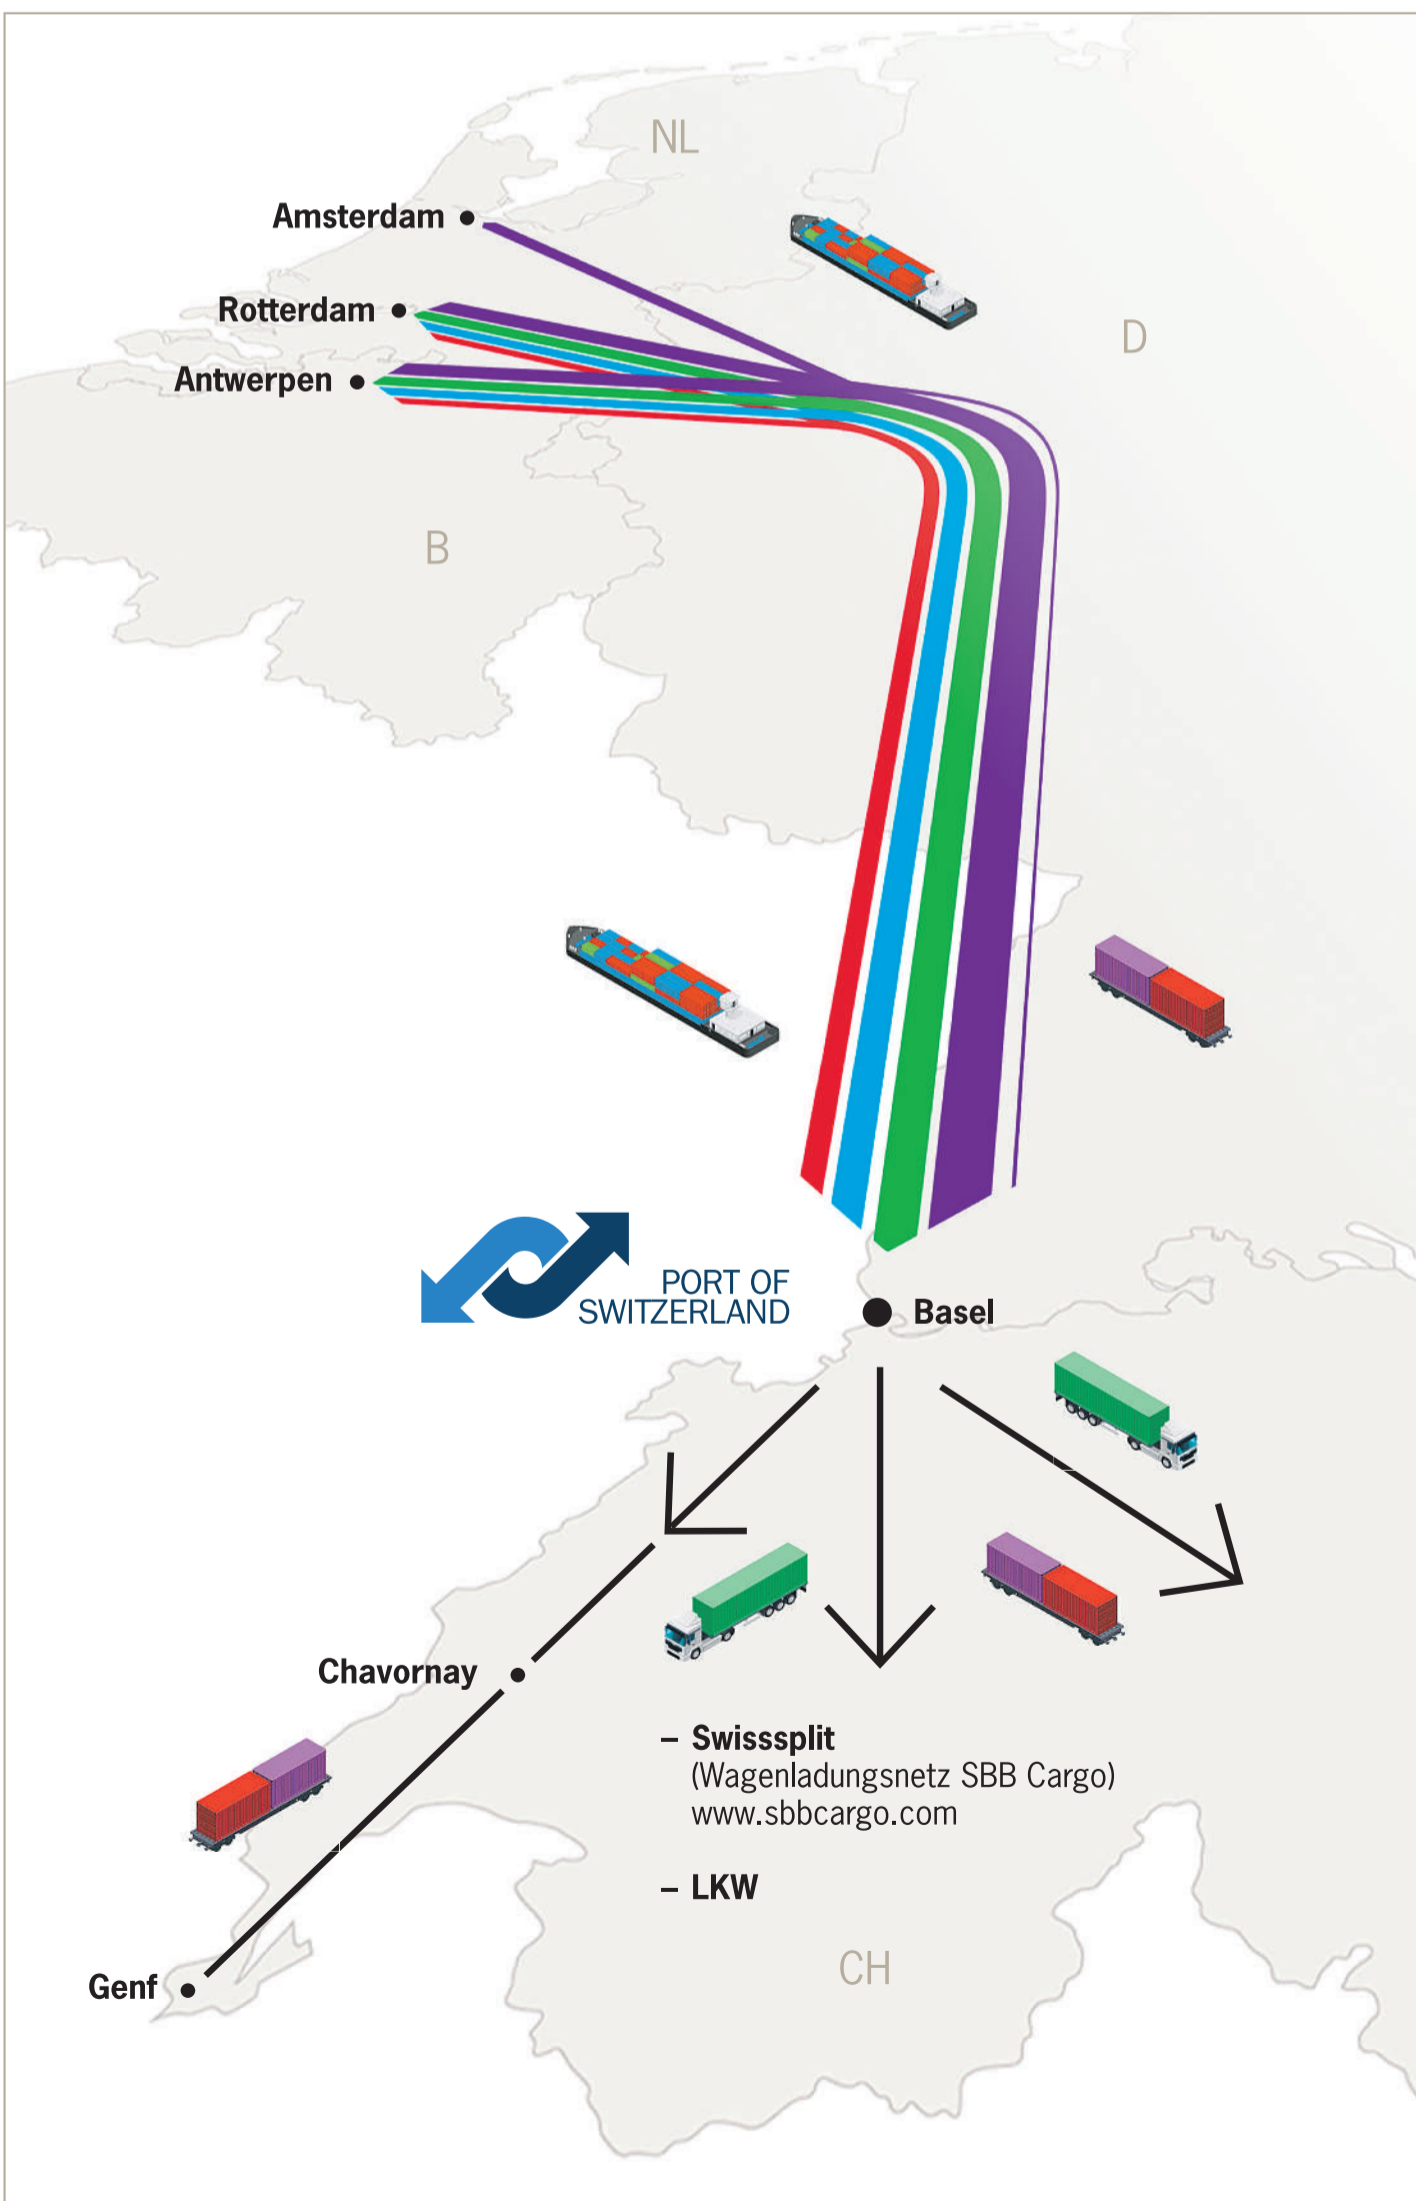 NL
Amsterdam
Rotterdam
D
Antwerpen
B
PORT OF
SWITZERLAND
Basel
Chavornay
– Swisssplit
(Wagenladungsnetz SBB Cargo)
www.sbbcargo.com
– LKW
CH
Genf